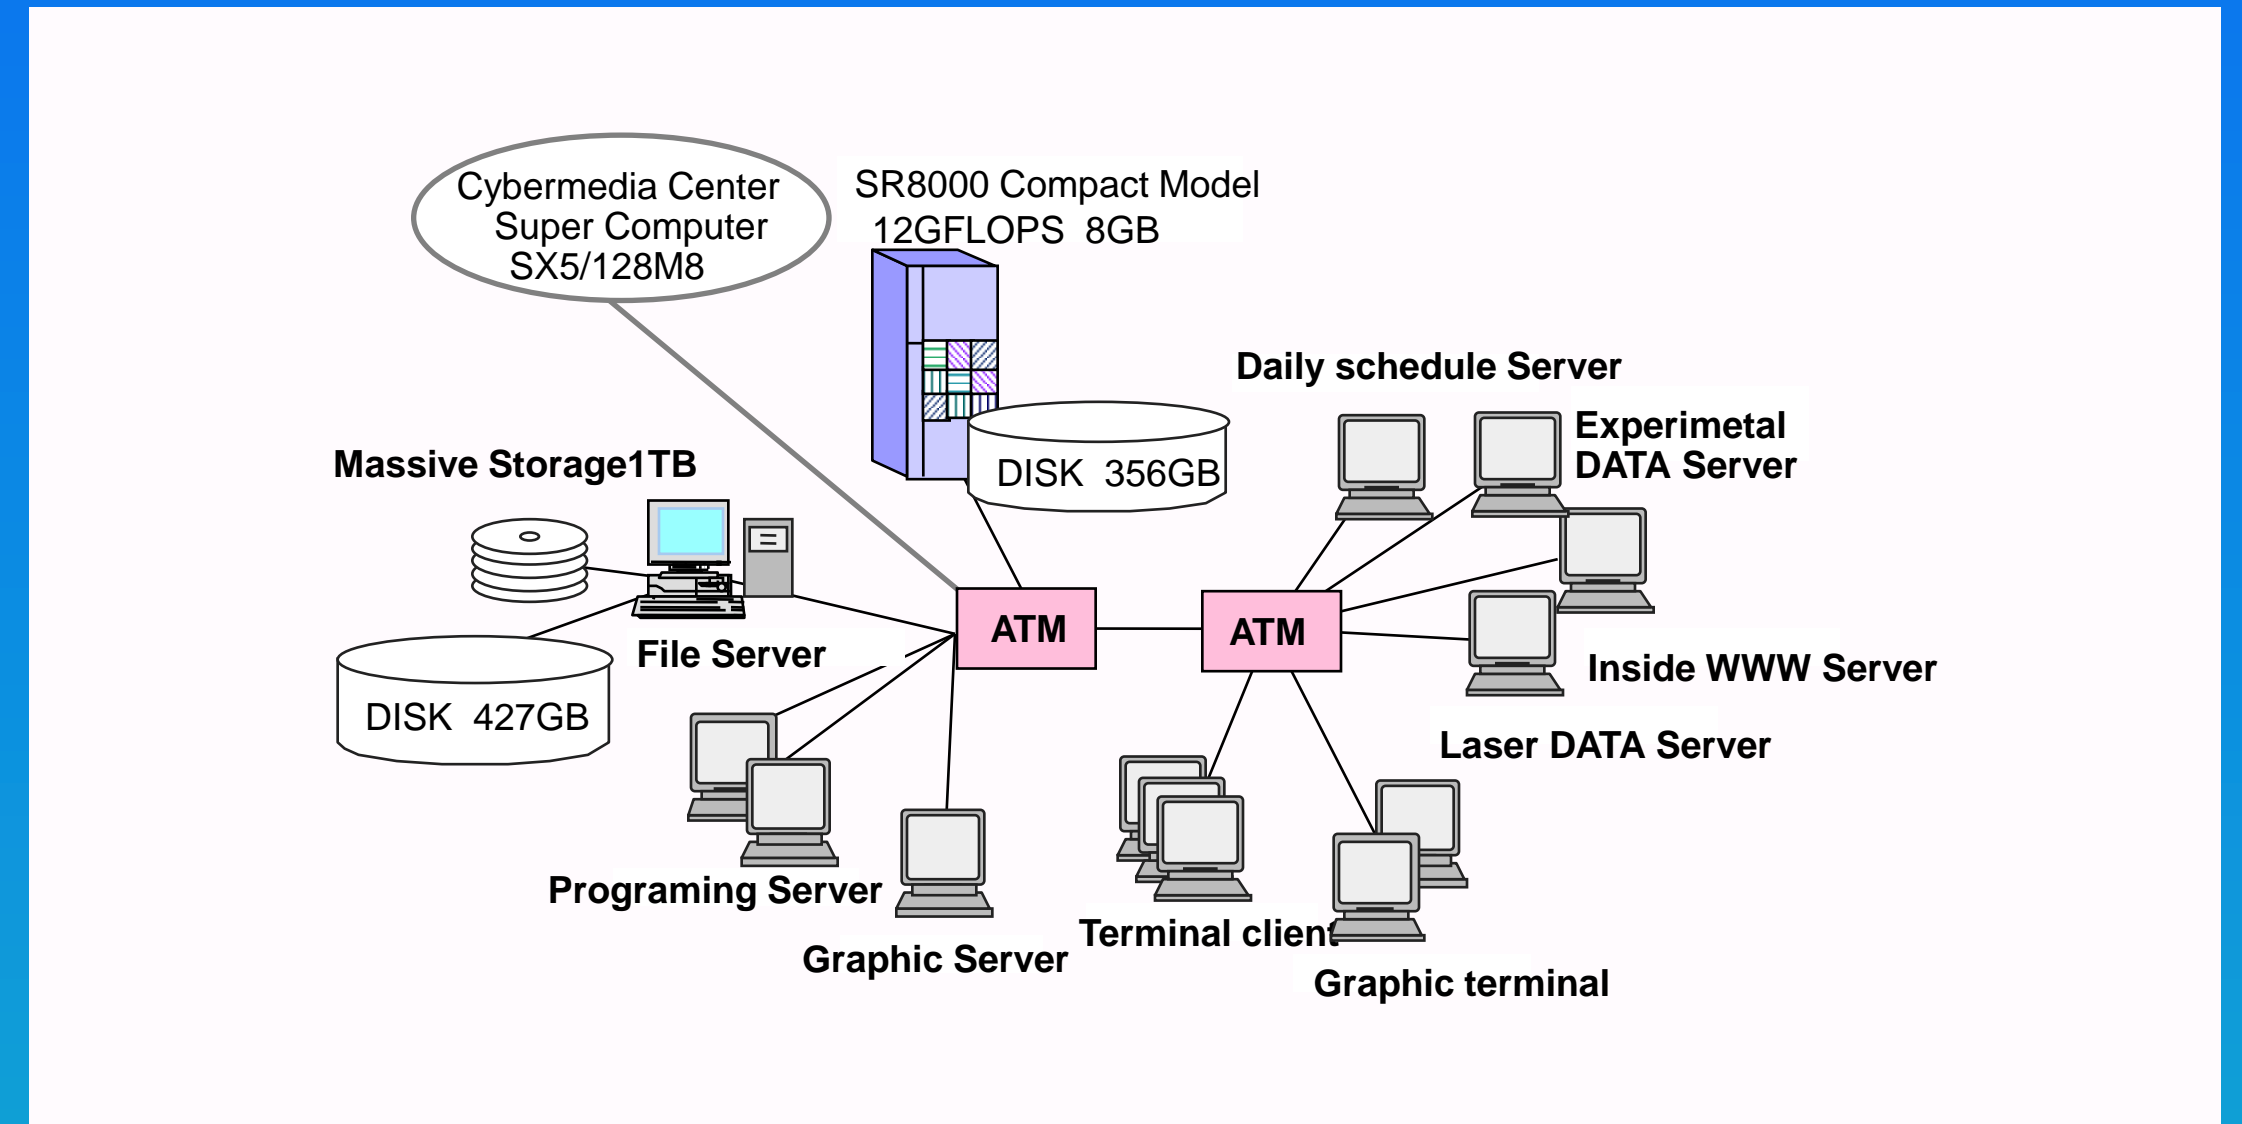 Cybermedia Center
Super Computer
SX5/128M8
SR8000 Compact Model
12GFLOPS 8GB
Daily schedule Server
Experimetal
DATA Server
Massive Storage1TB
DISK 356GB
ATM
ATM
File Server
Inside WWW Server
DISK 427GB
Laser DATA Server
Programing Server
Terminal client
Graphic Server
Graphic terminal